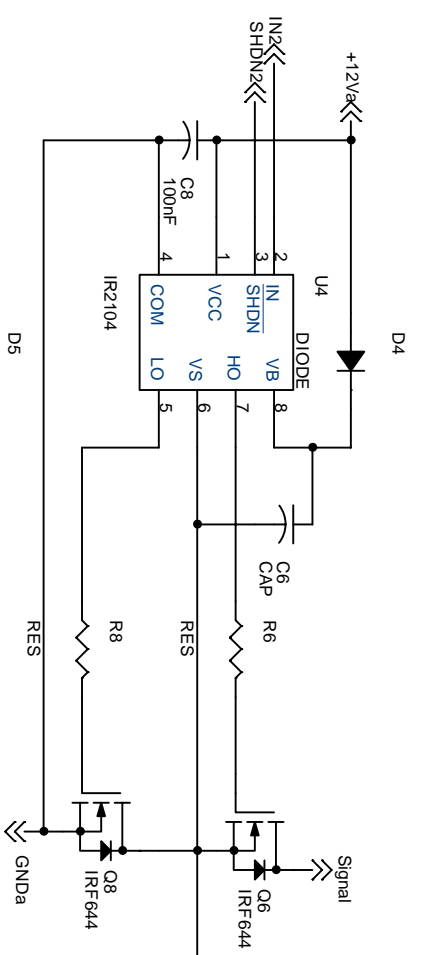 IN2
SHDN2
+12Va
C8
100nF
D4
U4
DIODE
2
3
1
4
IN
SHDN
VCC
COM
VB
HO
VS
LO
8
7
6
5
IR2104
D5
C6
CAP
R6
RES
R8
RES
Signal
Q6
IRF644
Q8
IRF644
GNDa